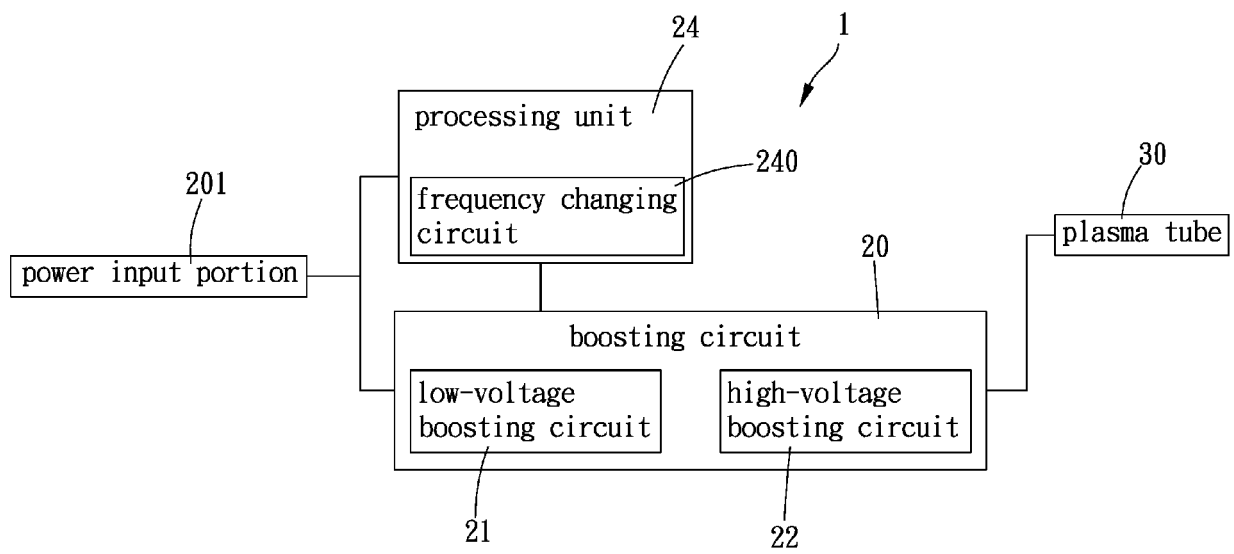 1
24
processing unit
240
frequency changing
circuit
201
power input portion
30
plasma tube
20
boosting circuit
low-voltage
boosting circuit
high-voltage
boosting circuit
21
22